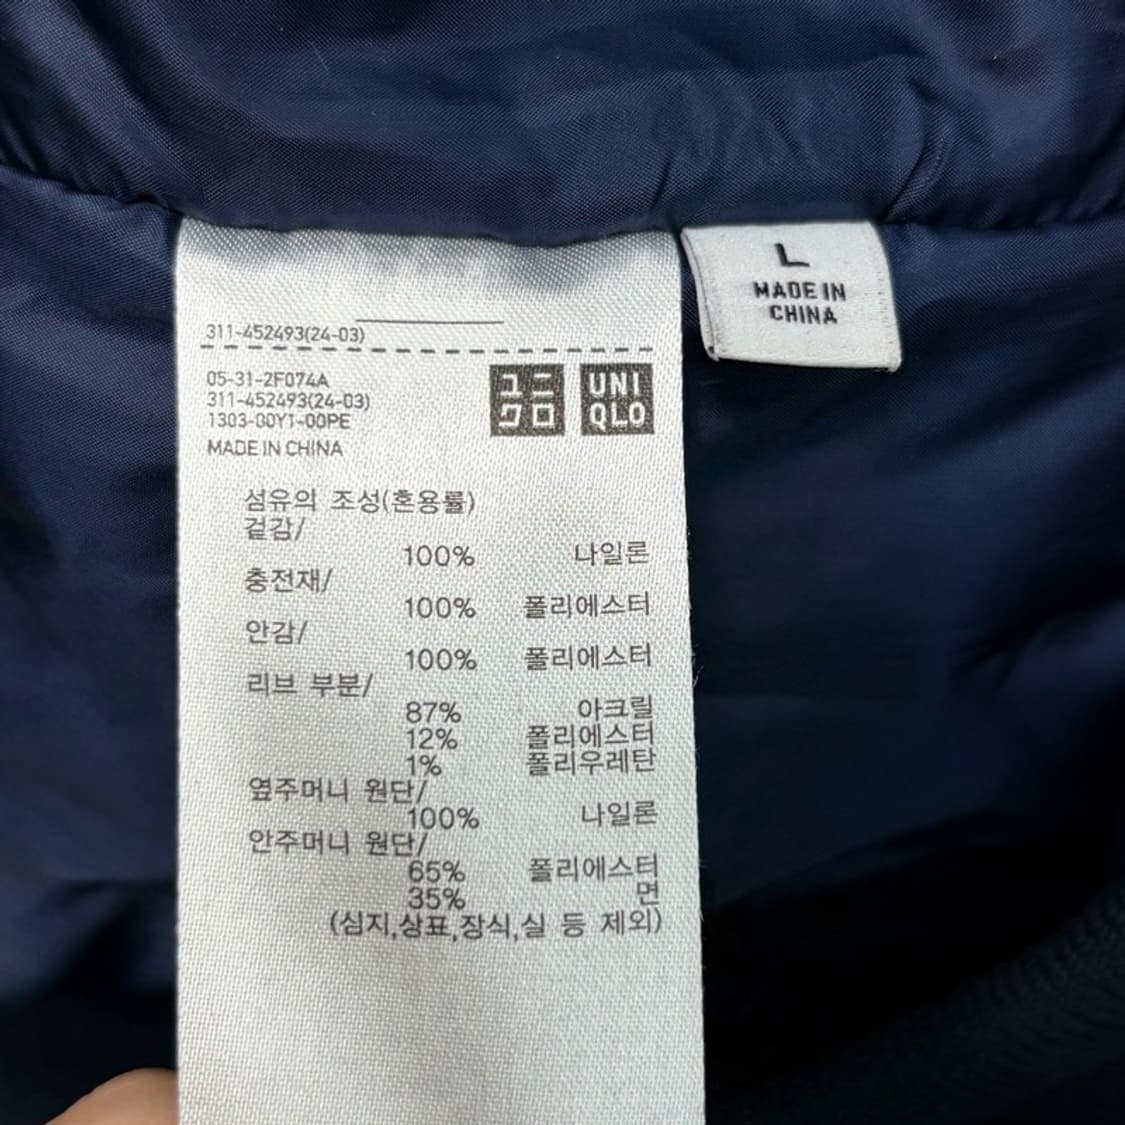 311-452493(24-03)
05-31-2F074A
311-452493(24-03)
1303-00Y1-00PE
MADE IN CHINA
ユニ
クロ
UNI
QLO
섬유의 조성(혼용률)
겉감/
100% 나일론
충전재/
100% 폴리에스터
안감/
100% 폴리에스터
리브 부분/
87% 아크릴
12% 폴리에스터
1% 폴리우레탄
옆주머니 원단/
100% 나일론
안주머니 원단/
65% 폴리에스터
35% 면
(심지,상표,장식,실 등 제외)
L
MADE IN
CHINA